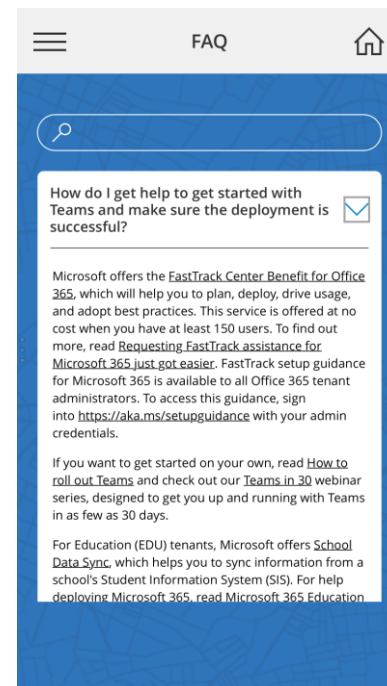 FAQ
How do I get help to get started with
Teams and make sure the deployment is
successful?
Microsoft offers the FastTrack Center Benefit for Office
365, which will help you to plan, deploy, drive usage,
and adopt best practices. This service is offered at no
cost when you have at least 150 users. To find out
more, read Requesting FastTrack assistance for
Microsoft 365 just got easier. FastTrack setup guidance
for Microsoft 365 is available to all Office 365 tenant
administrators. To access this guidance, sign
into https://aka.ms/setupguidance with your admin
credentials.
If you want to get started on your own, read How to
roll out Teams and check out our Teams in 30 webinar
series, designed to get you up and running with Teams
in as few as 30 days.
For Education (EDU) tenants, Microsoft offers School
Data Sync, which helps you to sync information from a
school's Student Information System (SIS). For help
deploying Microsoft 365, read Microsoft 365 Education